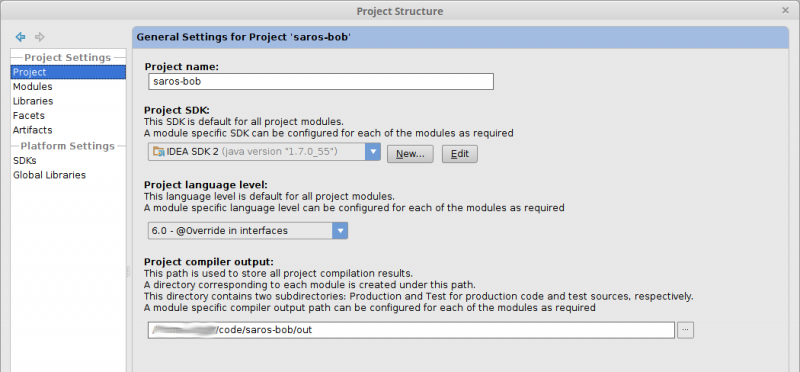 Project Structure
General Settings for Project 'saros-bob'
Project Settings
Project
Modules
Libraries
Facets
Artifacts
Platform Settings
SDKs
Global Libraries
Project name:
saros-bob
Project SDK:
This SDK is default for all project modules.
A module specific SDK can be configured for each of the modules as required
IDEA SDK 2 (java version "1.7.0_55")
New...
Edit
Project language level:
This language level is default for all project modules.
A module specific language level can be configured for each of the modules as required
6.0 - @Override in interfaces
Project compiler output:
This path is used to store all project compilation results.
A directory corresponding to each module is created under this path.
This directory contains two subdirectories: Production and Test for production code and test sources, respectively.
A module specific compiler output path can be configured for each of the modules as required
/code/saros-bob/out
...